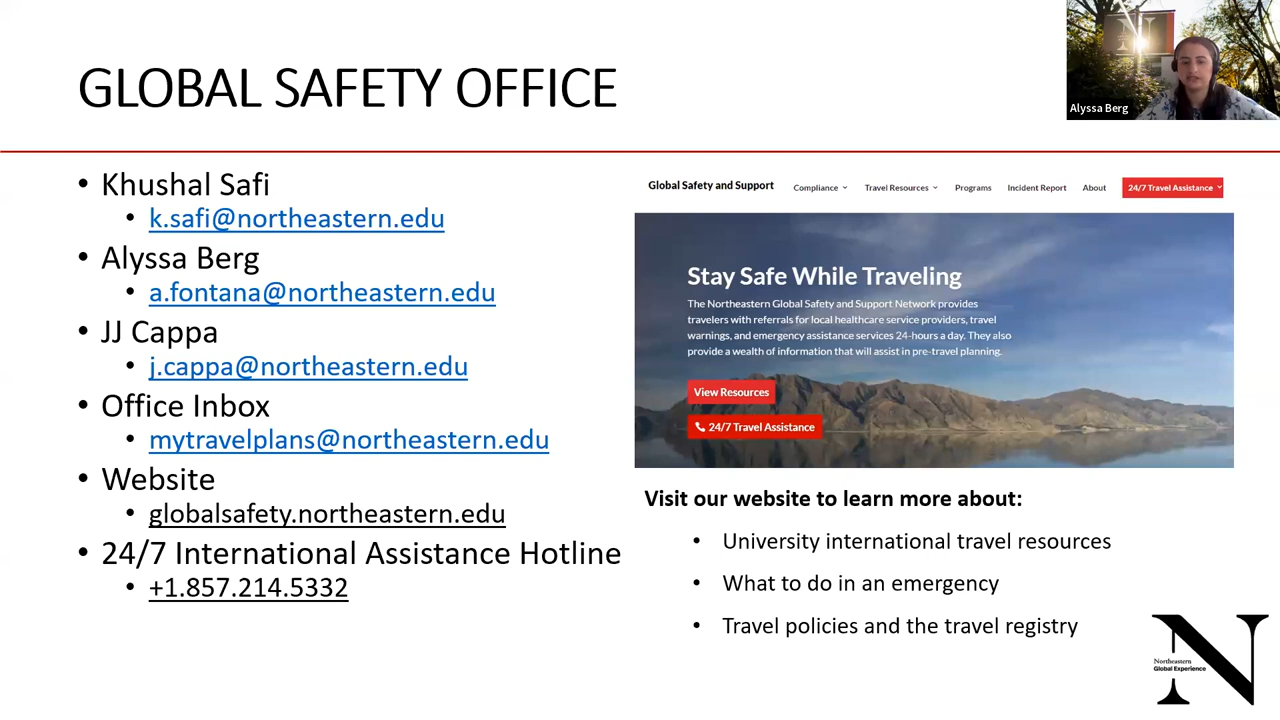 GLOBAL SAFETY OFFICE
Alyssa Berg
• Khushal Safi
• k.safi@northeastern.edu
• Alyssa Berg
• a.fontana@northeastern.edu
• JJ Cappa
• j.cappa@northeastern.edu
• Office Inbox
• mytravelplans@northeastern.edu
• Website
• globalsafety.northeastern.edu
• 24/7 International Assistance Hotline
• +1.857.214.5332
Global Safety and Support Compliance Travel Resources Programs Incident Report About 24/7 Travel Assistance
Stay Safe While Traveling
The Northeastern Global Safety and Support Network provides
travelers with referrals for local healthcare service providers, travel
warnings, and emergency assistance services 24-hours a day. They also
provide a wealth of information that will assist in pre-travel planning.
View Resources
24/7 Travel Assistance
Visit our website to learn more about:
• University international travel resources
• What to do in an emergency
• Travel policies and the travel registry
N
Northeastern
Global Experience